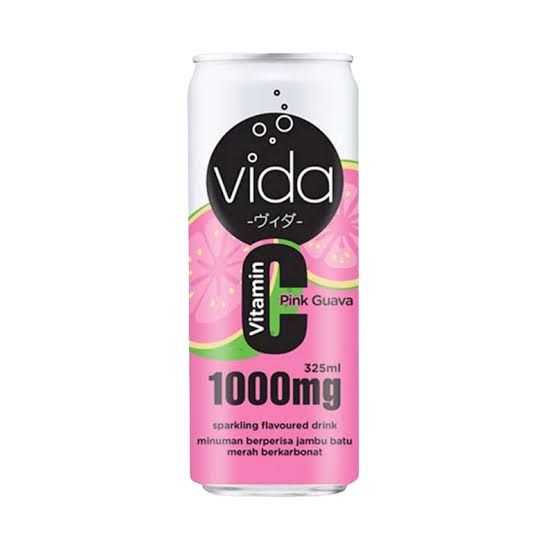 vida
-ヴィダ-
Vitamin
C
Pink Guava
325ml
1000mg
sparkling flavoured drink
minuman berperisa jambu batu
merah berkarbonat